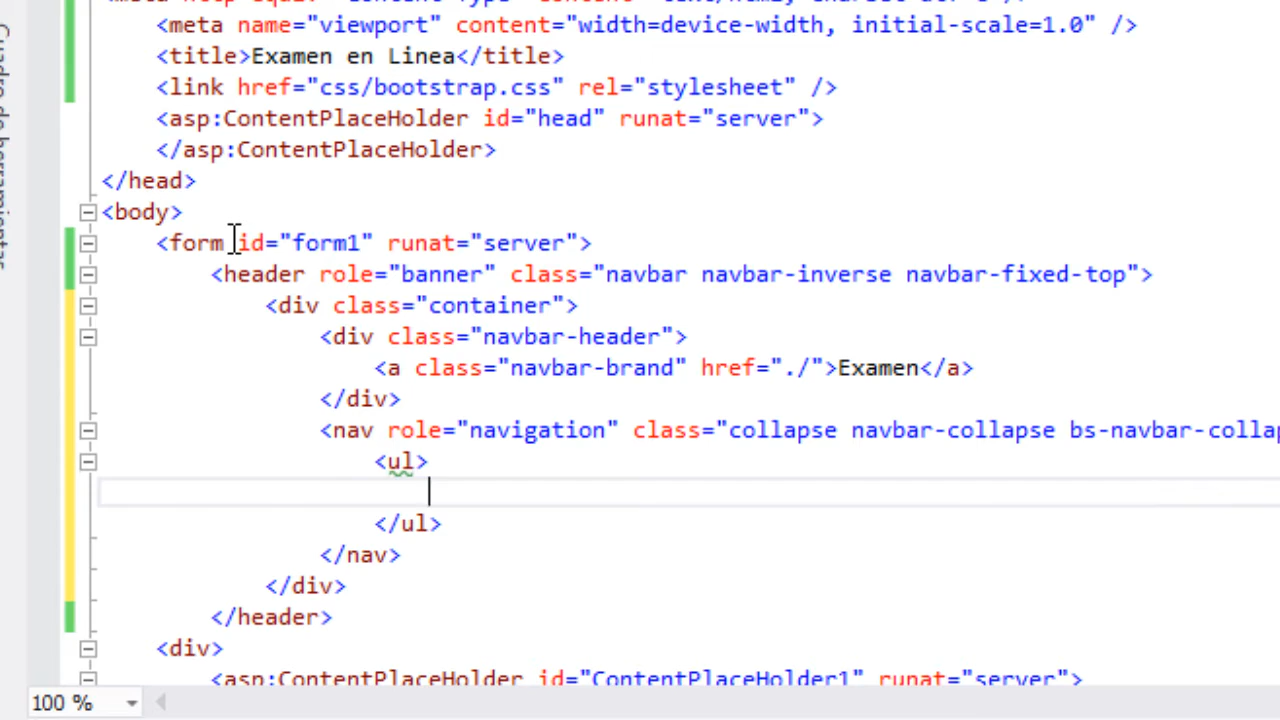 <meta name="viewport" content="width=device-width, initial-scale=1.0" />
<title>Examen en Linea</title>
<link href="css/bootstrap.css" rel="stylesheet" />
<asp:ContentPlaceHolder id="head" runat="server">
</asp:ContentPlaceHolder>
</head>
<body>
<form id="form1" runat="server">
<header role="banner" class="navbar navbar-inverse navbar-fixed-top">
<div class="container">
<div class="navbar-header">
<a class="navbar-brand" href="./">Examen</a>
</div>
<nav role="navigation" class="collapse navbar-collapse bs-navbar-collap
<ul>
</ul>
</nav>
</div>
</header>
<div>
<asp:ContentPlaceHolder id="ContentPlaceHolder1" runat="server">
100 %
Cuadro de herramientas